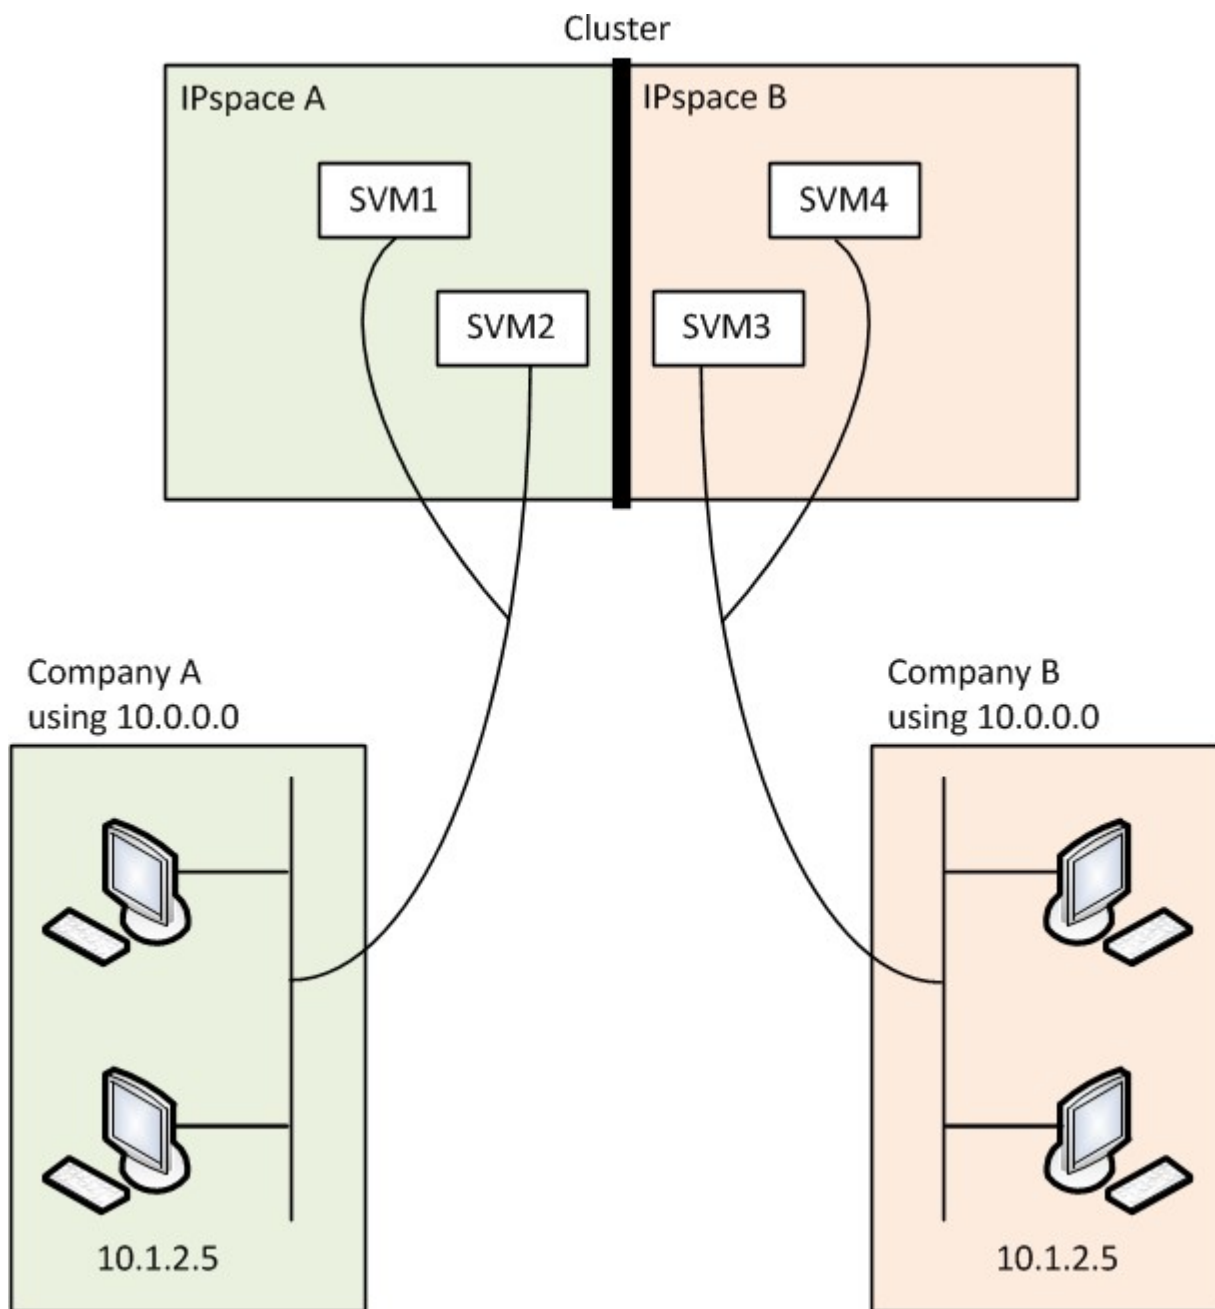 Cluster
IPspace A
IPspace B
SVM1
SVM4
SVM2
SVM3
Company A
using 10.0.0.0
Company B
using 10.0.0.0
10.1.2.5
10.1.2.5